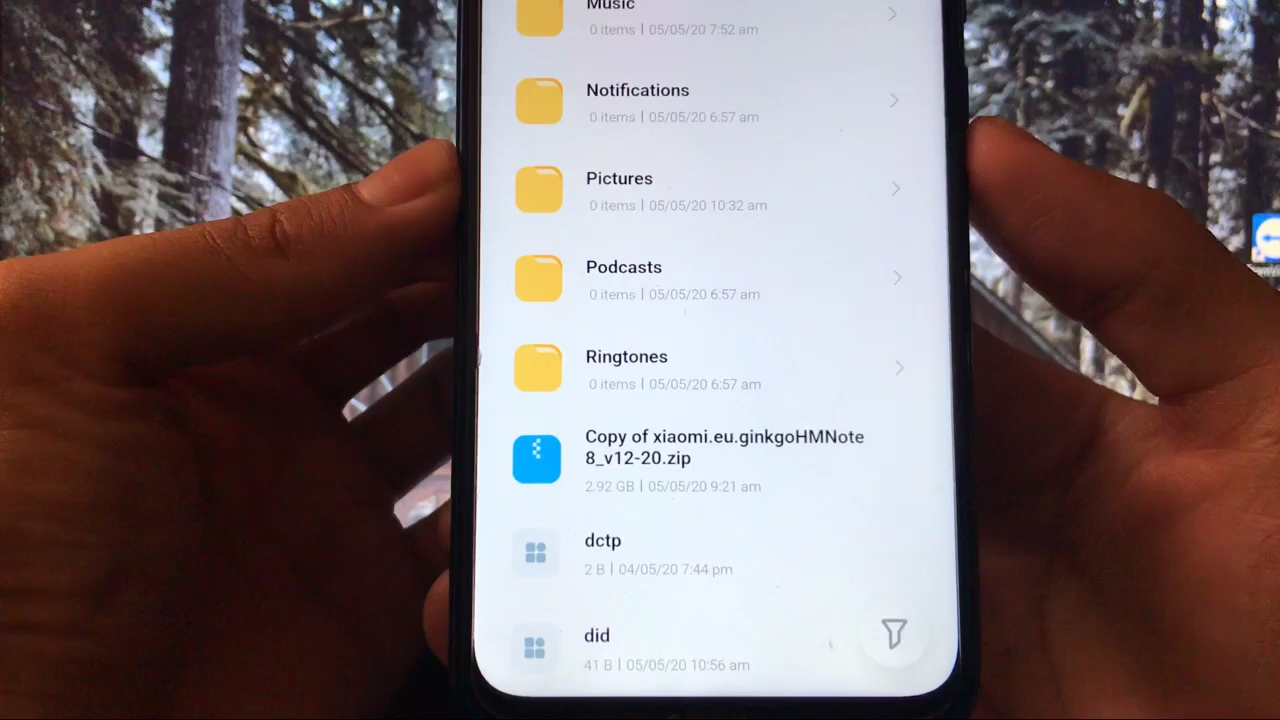 Music
0 items | 05/05/20 7:52 am
Notifications
0 items | 05/05/20 6:57 am
Pictures
0 items | 05/05/20 10:32 am
Podcasts
0 items | 05/05/20 6:57 am
Ringtones
0 items | 05/05/20 6:57 am
Copy of xiaomi.eu.ginkgoHMNote
8_v12-20.zip
2.92 GB | 05/05/20 9:21 am
dctp
2 B | 04/05/20 7:44 pm
did
41 B | 05/05/20 10:56 am